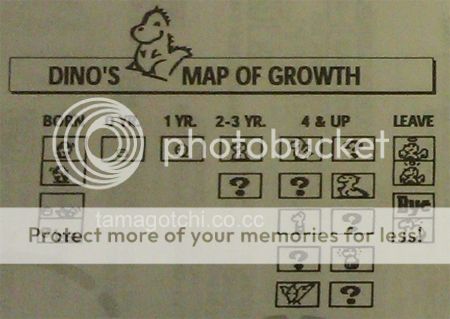 DINO'S MAP OF GROWTH
BORN 1 YR. 2-3 YR. 4 & UP LEAVE
photobucket
? ? ?
Bye
tamagotchi.co.cc
Protect more of your memories for less!
? ?
? ?